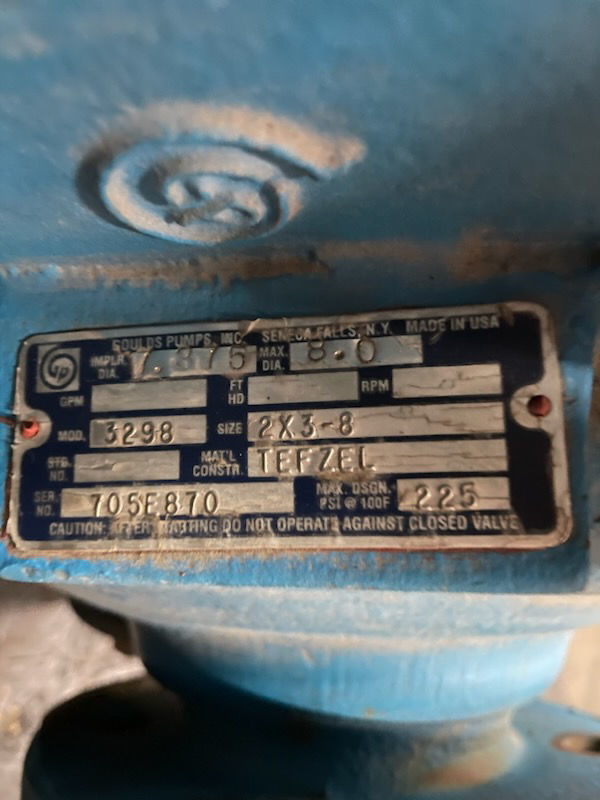 GOULDS PUMPS, INC. SENECA FALLS, N.Y. MADE IN USA
IMPLR. DIA. 7.875 MAX. DIA. 8.0
GPM FT HD RPM
MOD. 3298 SIZE 2X3-8
STD. NO. MAT'L CONSTR. TEFZEL
SER. NO. 705E870 MAX. DSGN. PSI @ 100F 225
CAUTION: AFTER STARTING DO NOT OPERATE AGAINST CLOSED VALVE